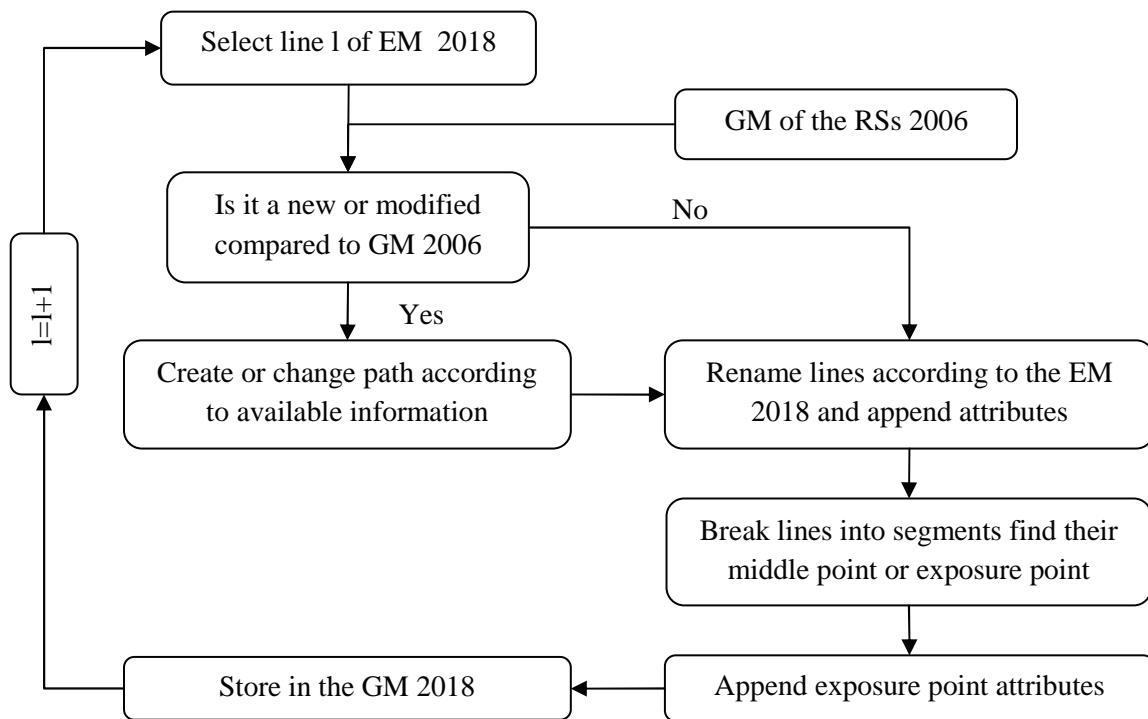 Select line l of EM  2018
GM of the RSs 2006
Is it a new or modified
compared to GM 2006
No
l=l+1
Yes
Create or change path according
to available information
Rename lines according to the EM
2018 and append attributes
Break lines into segments find their
middle point or exposure point
Store in the GM 2018
Append exposure point attributes